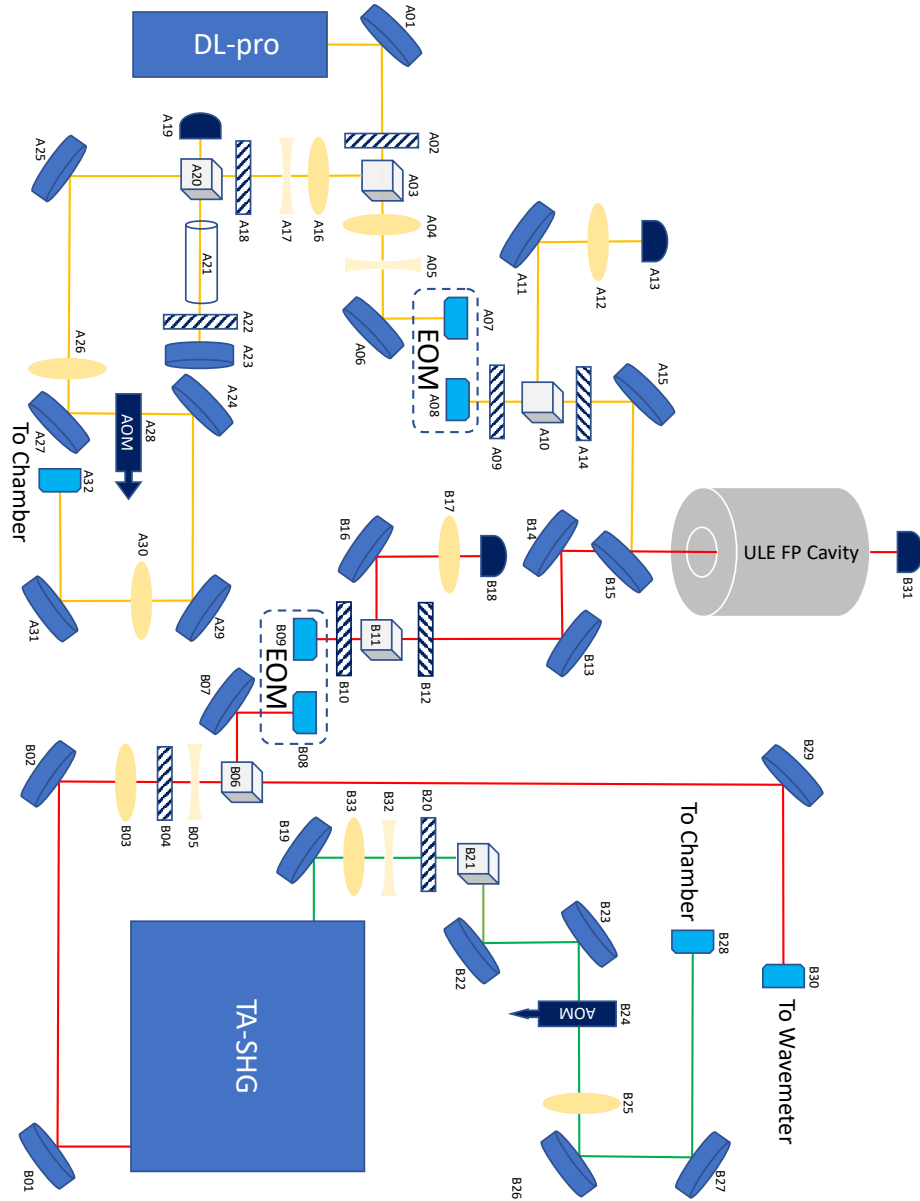 DL-pro
A01
A02
A03
A04
A05
A06
A07
A08
EOM
A09
A10
A11
A12
A13
A14
A15
A16
A17
A18
A19
A20
A21
A22
A23
A24
A25
A26
A27
A28
AOM
A29
A30
A31
A32
To Chamber
ULE FP Cavity
B31
B01
B02
B03
B04
B05
B06
B07
B08
B09
EOM
B10
B11
B12
B13
B14
B15
B16
B17
B18
B19
B33
B32
B20
B21
B22
B23
B24
AOM
B25
B26
B27
B28
To Chamber
B29
B30
To Wavemeter
TA-SHG